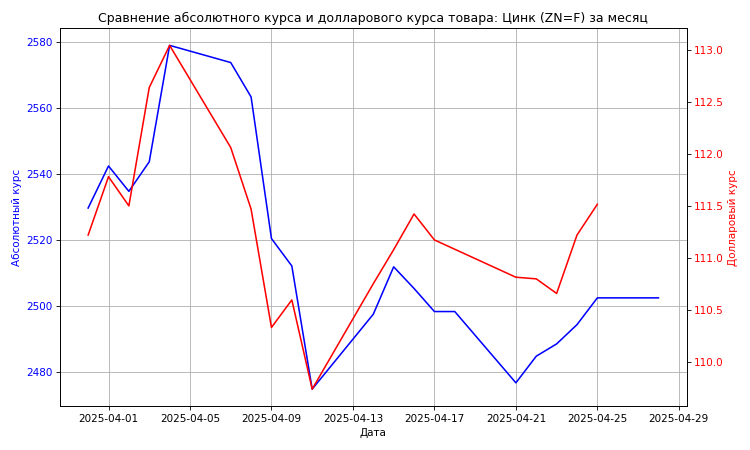 Сравнение абсолютного курса и долларового курса товара: Цинк (ZN=F) за месяц
2580
2560
2540
2520
2500
2480
Абсолютный курс
113.0
112.5
112.0
111.5
111.0
110.5
110.0
Долларовый курс
2025-04-01 2025-04-05 2025-04-09 2025-04-13 2025-04-17 2025-04-21 2025-04-25 2025-04-29
Дата